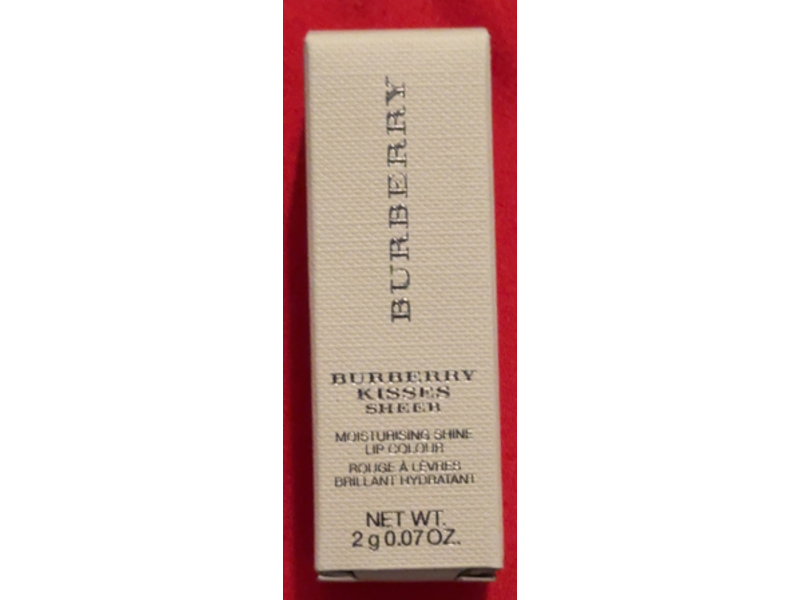 BURBERRY
BURBERRY
KISSES
SHEER
MOISTURISING SHINE
LIP COLOUR
ROUGE À LÈVRES
BRILLANT HYDRATANT
NET WT.
2 g 0.07 OZ.